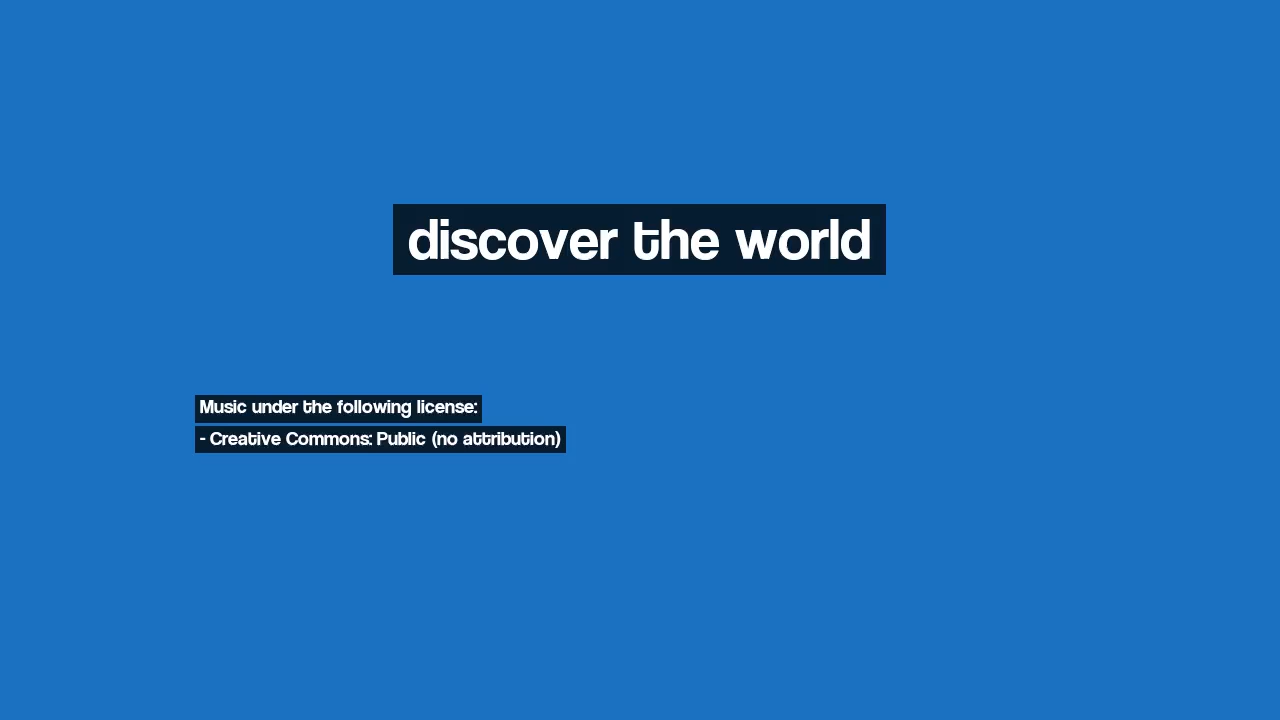 discover the world
Music under the following license:
- Creative Commons: Public (no attribution)